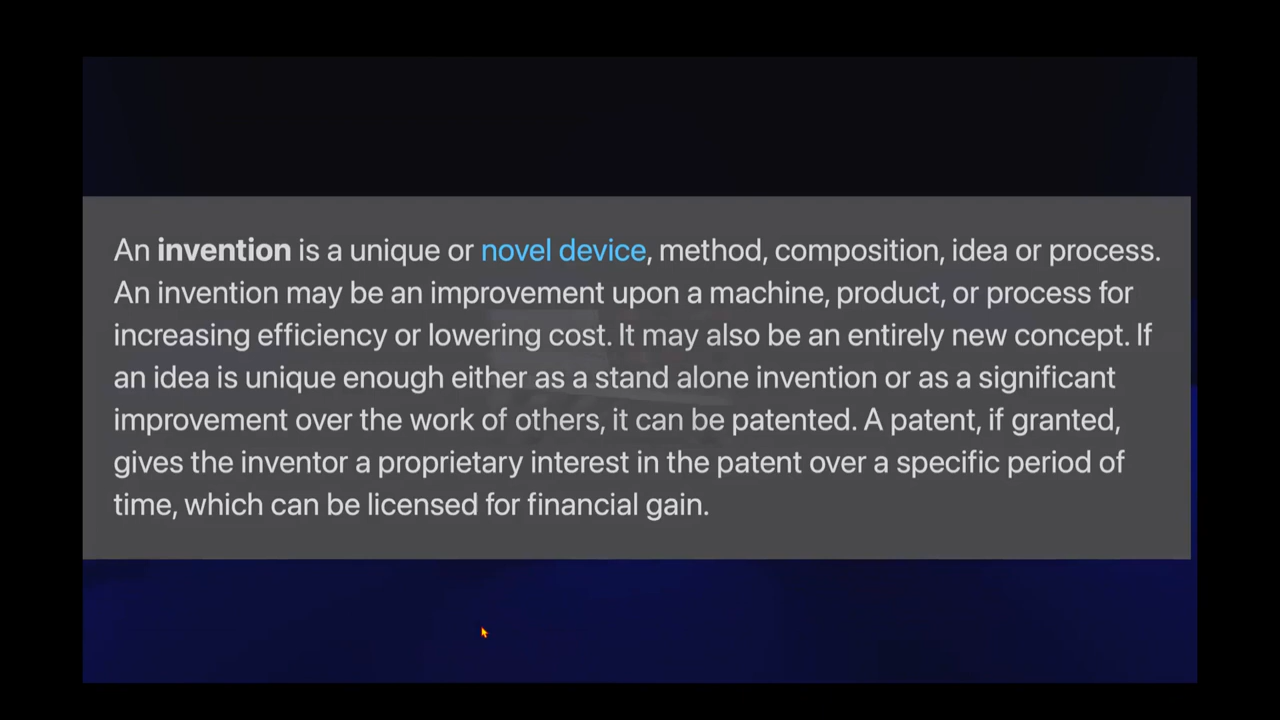 An invention is a unique or novel device, method, composition, idea or process.
An invention may be an improvement upon a machine, product, or process for
increasing efficiency or lowering cost. It may also be an entirely new concept. If
an idea is unique enough either as a stand alone invention or as a significant
improvement over the work of others, it can be patented. A patent, if granted,
gives the inventor a proprietary interest in the patent over a specific period of
time, which can be licensed for financial gain.